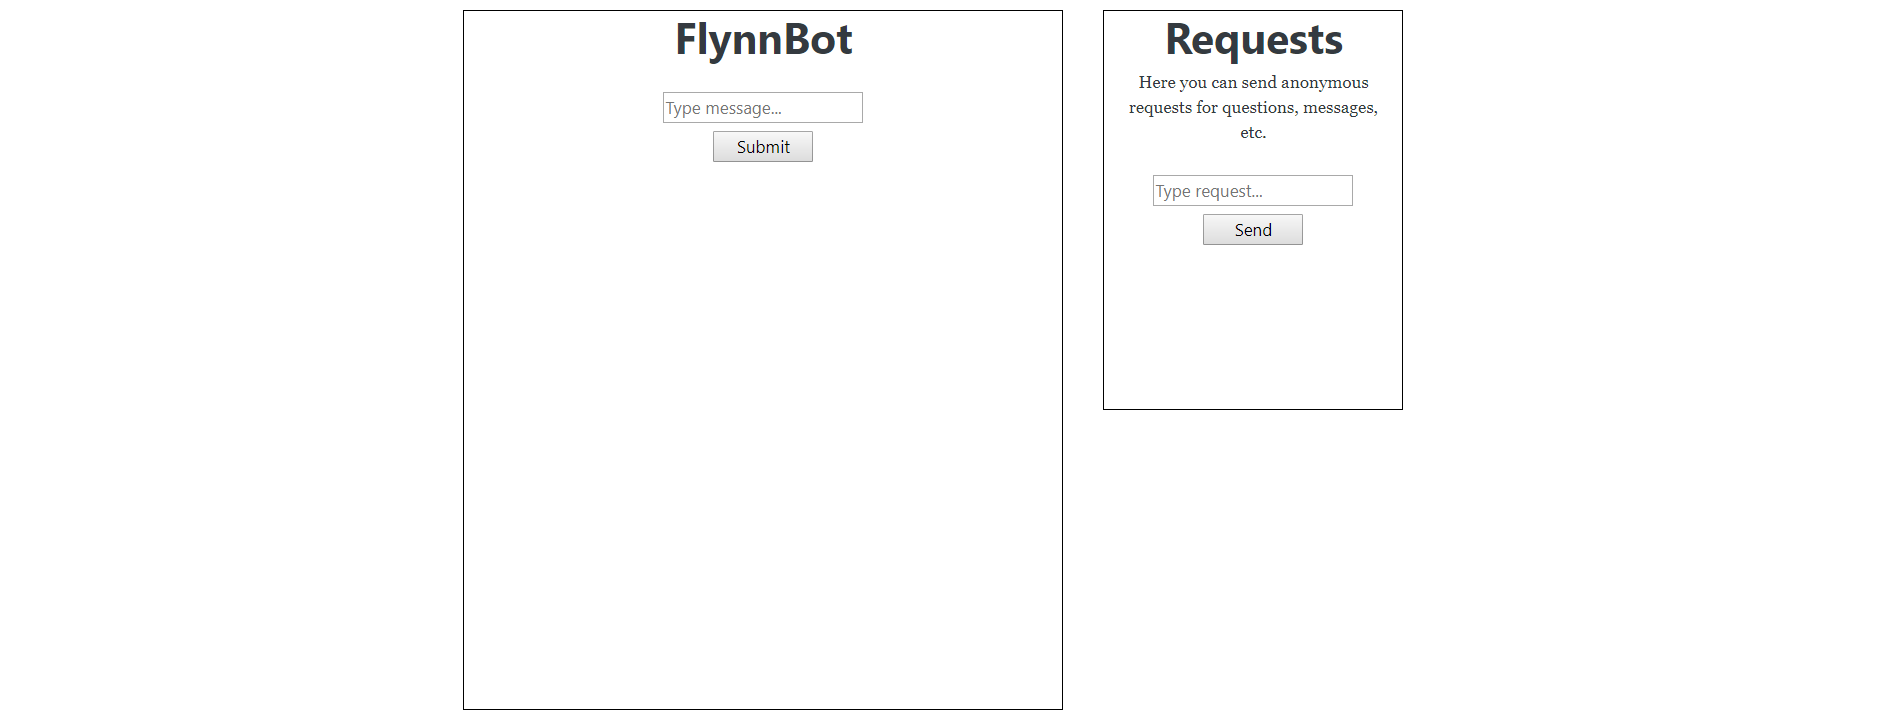 FlynnBot
Type message...
Submit
Requests
Here you can send anonymous
requests for questions, messages,
etc.
Type request...
Send